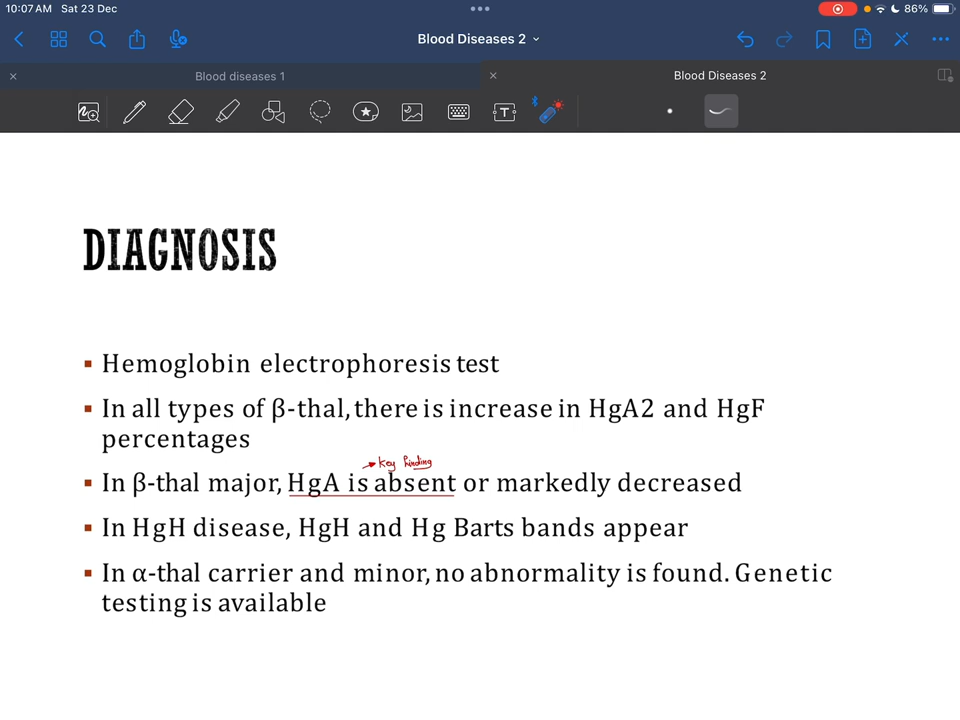 10:07 AM Sat 23 Dec
86%
Blood Diseases 2
Blood diseases 1
Blood Diseases 2
T
DIAGNOSIS
▪ Hemoglobin electrophoresis test
▪ In all types of β-thal, there is increase in HgA2 and HgF
percentages
→ Key finding
▪ In β-thal major, HgA is absent or markedly decreased
▪ In HgH disease, HgH and Hg Barts bands appear
▪ In α-thal carrier and minor, no abnormality is found. Genetic
testing is available